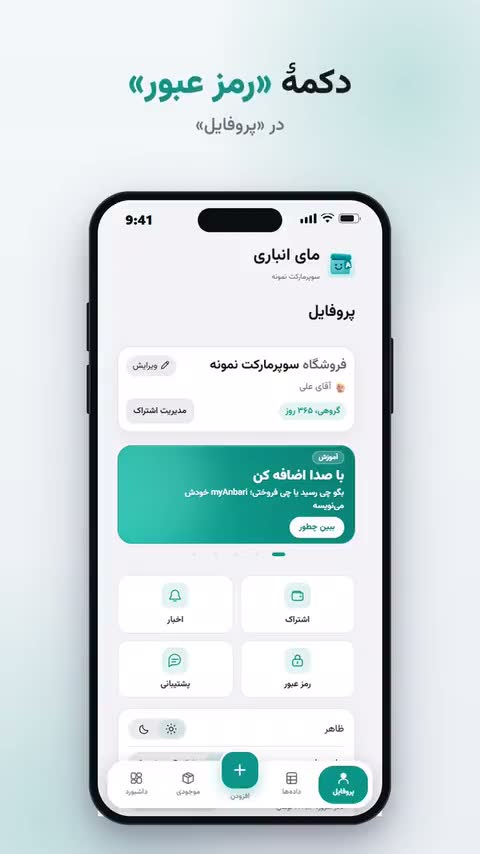 دکمهٔ «رمز عبور»
در «پروفایل»
9:41
مای انباری
سوپرمارکت نمونه
پروفایل
فروشگاه سوپرمارکت نمونه
ویرایش
آقای علی
گروهی، ۳۶۵ روز
مدیریت اشتراک
آموزش
با صدا اضافه کن
بگو چی رسید یا چی فروختی؛ myAnbari خودش
می‌نویسه
ببین چطور
اشتراک
اخبار
رمز عبور
پشتیبانی
ظاهر
پروفایل
داده‌ها
افزودن
موجودی
داشبورد